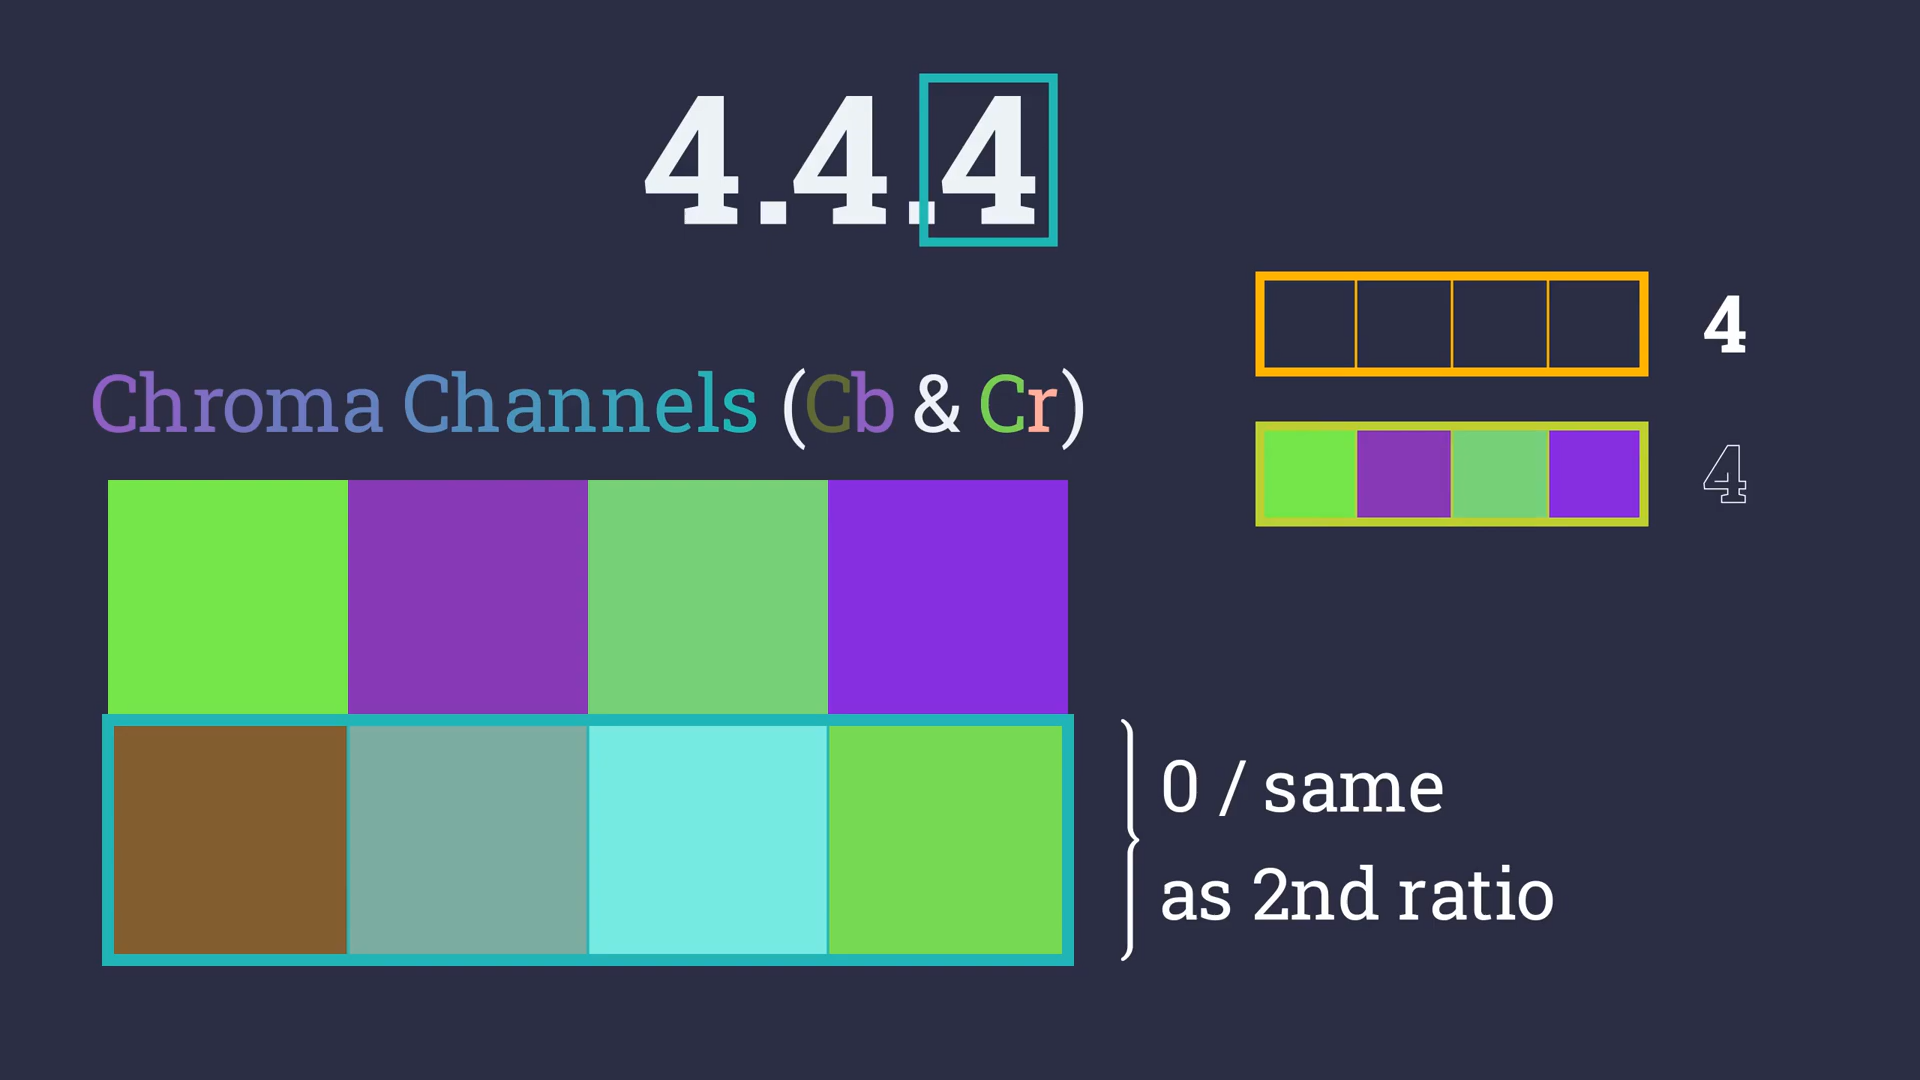 4.4.4
4
Chroma Channels (Cb & Cr)
4
0 / same
as 2nd ratio